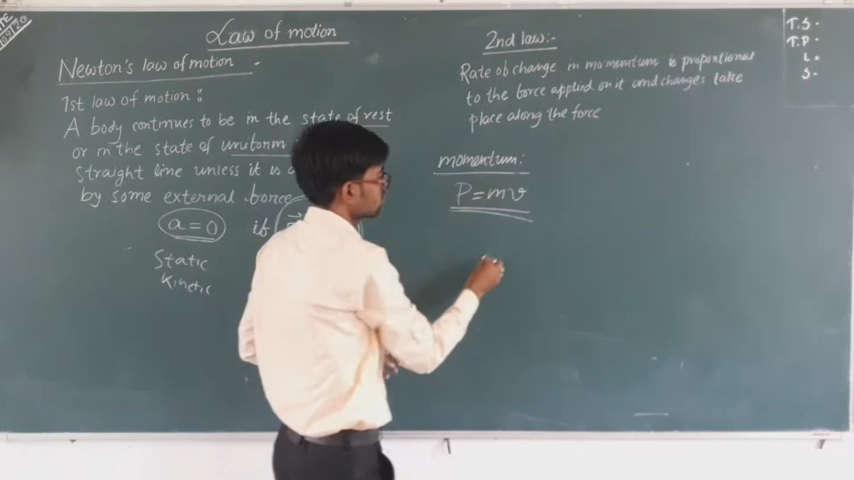 Law of motion
Newton's law of motion :-
1st law of motion :
A body continues to be in the state of rest
or in the state of uniform
straight line unless it is
by some external force
a = 0
if
Static
Kinetic
2nd law:-
Rate of change in momentum is proportional
to the force applied on it and changes take
place along the force
momentum:
P = mv
T.S -
T.P -
L -
S -